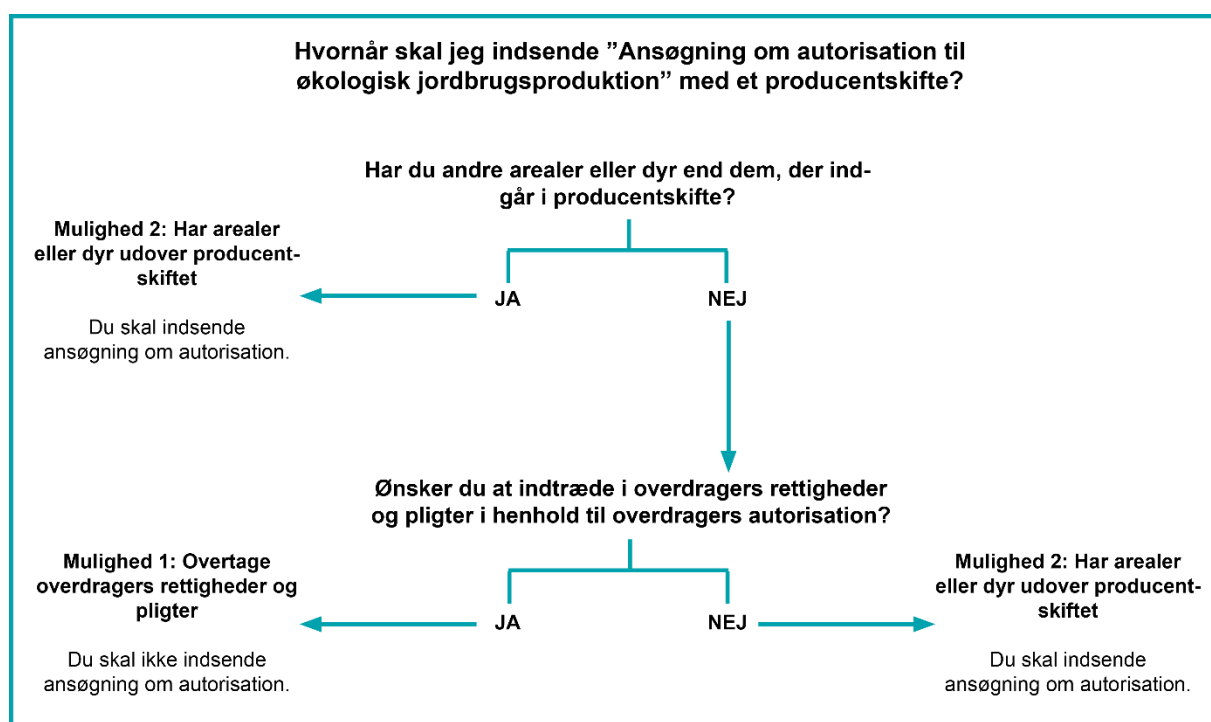 Hvornår skal jeg indsende ”Ansøgning om autorisation til
økologisk jordbrugsproduktion” med et producentskifte?
Har du andre arealer eller dyr end dem, der ind-
går i producentskifte?
Mulighed 2: Har arealer
eller dyr udover producent-
skiftet
JA
NEJ
Du skal indsende
ansøgning om autorisation.
Ønsker du at indtræde i overdragers rettigheder
og pligter i henhold til overdragers autorisation?
Mulighed 1: Overtage
overdragers rettigheder og
pligter
JA
NEJ
Mulighed 2: Har arealer
eller dyr udover producent-
skiftet
Du skal ikke indsende
ansøgning om autorisation.
Du skal indsende
ansøgning om autorisation.